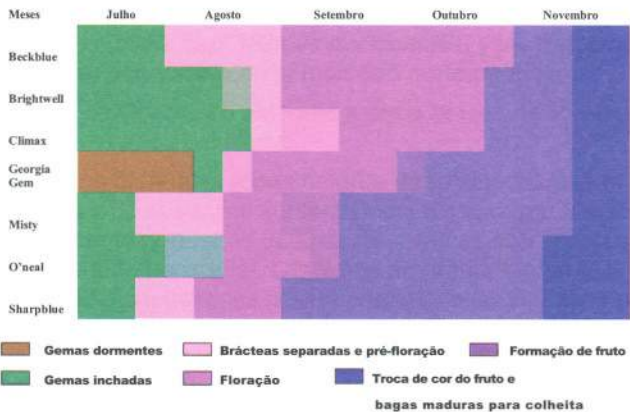 Meses Julho Agosto Setembro Outubro Novembro
Beckblue
Brightwell
Climax
Georgia
Gem
Misty
O'neal
Sharpblue
Gemas dormentes Brácteas separadas e pré-floração Formação de fruto
Gemas inchadas Floração Troca de cor do fruto e
bagas maduras para colheita